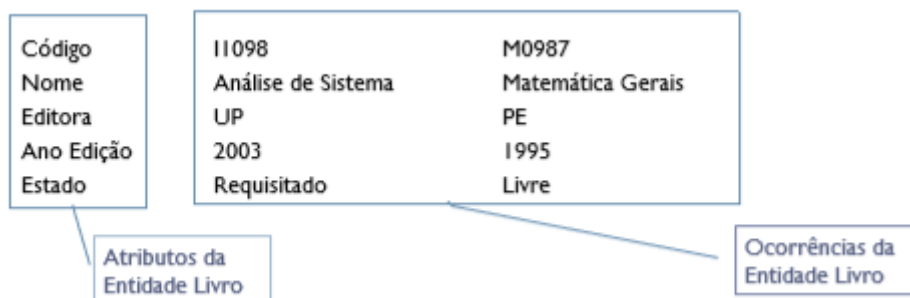 Código I1098 M0987
Nome Análise de Sistema Matemática Gerais
Editora UP PE
Ano Edição 2003 1995
Estado Requisitado Livre
Atributos da
Entidade Livro
Ocorrências da
Entidade Livro